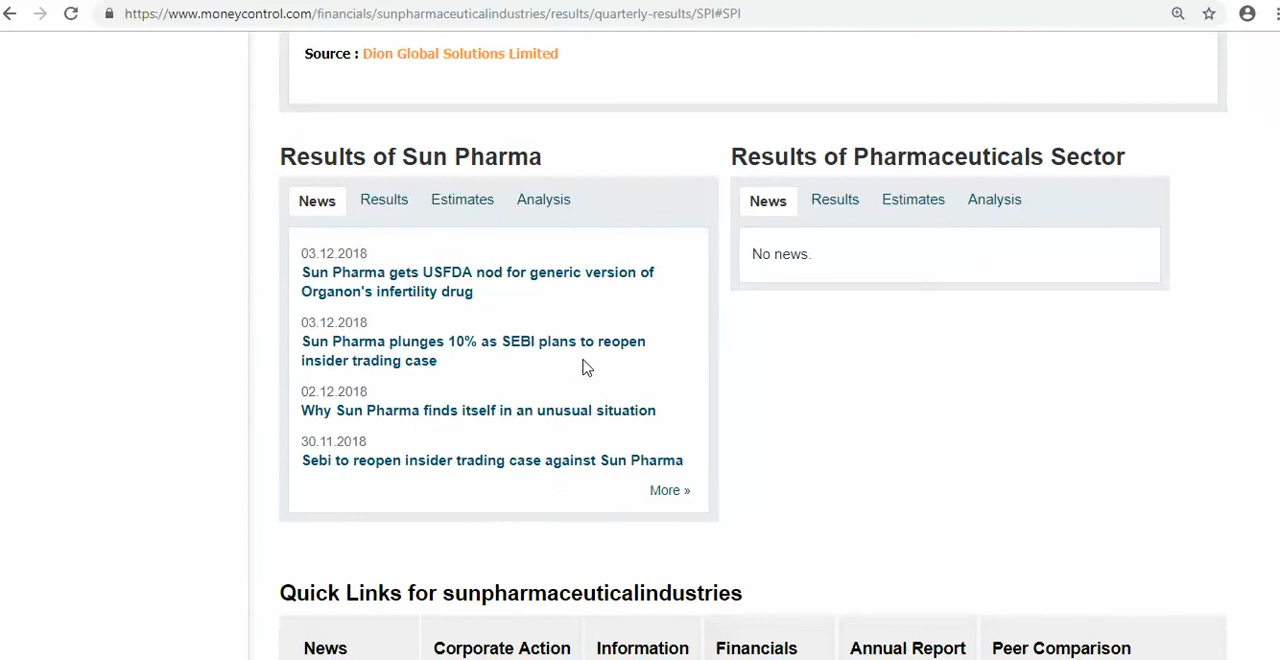 https://www.moneycontrol.com/financials/sunpharmaceuticalindustries/results/quarterly-results/SPI#SPI
Source : Dion Global Solutions Limited
Results of Sun Pharma
News Results Estimates Analysis
03.12.2018
Sun Pharma gets USFDA nod for generic version of
Organon's infertility drug
03.12.2018
Sun Pharma plunges 10% as SEBI plans to reopen
insider trading case
02.12.2018
Why Sun Pharma finds itself in an unusual situation
30.11.2018
Sebi to reopen insider trading case against Sun Pharma
More »
Results of Pharmaceuticals Sector
News Results Estimates Analysis
No news.
Quick Links for sunpharmaceuticalindustries
News Corporate Action Information Financials Annual Report Peer Comparison